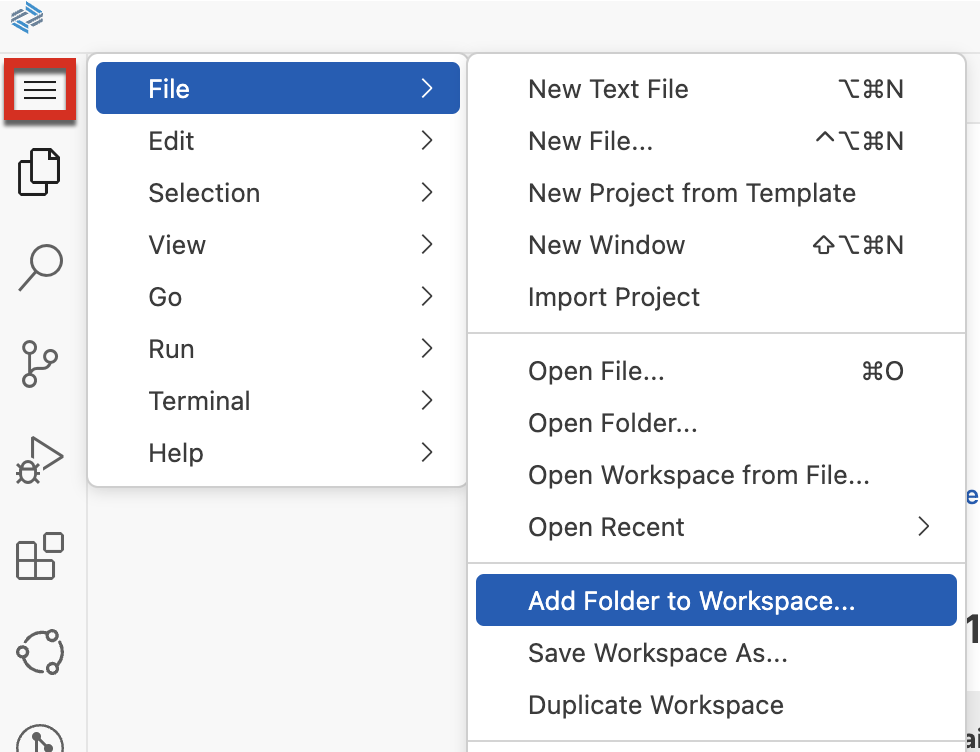 File
Edit
Selection
View
Go
Run
Terminal
Help
New Text File ⌥⌘N
New File... ^⌥⌘N
New Project from Template
New Window ⇧⌥⌘N
Import Project
Open File... ⌘O
Open Folder...
Open Workspace from File...
Open Recent
Add Folder to Workspace...
Save Workspace As...
Duplicate Workspace